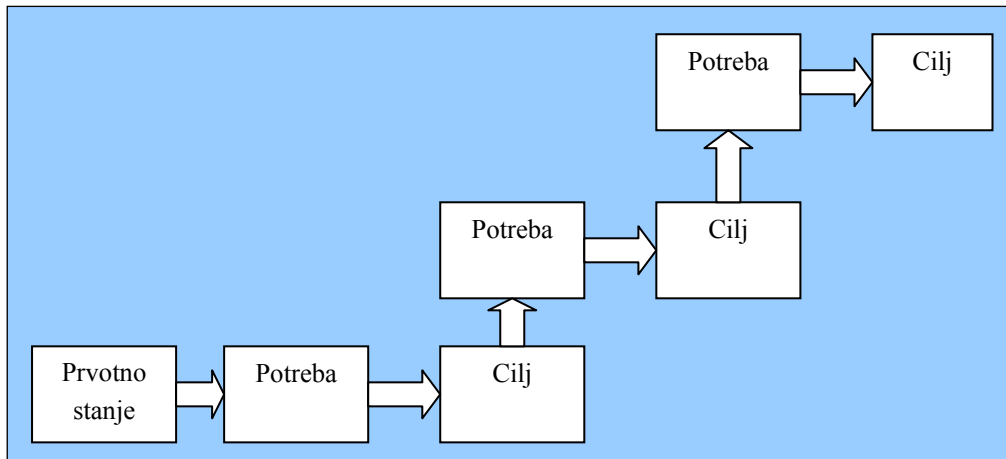 Potreba
Cilj
Potreba
Cilj
Prvotno
stanje
Potreba
Cilj